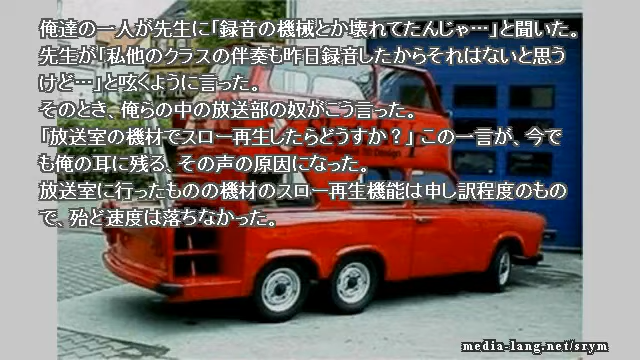 俺達の一人が先生に「録音の機械とか壊れてたんじゃ…」と聞いた。
先生が「私他のクラスの伴奏も昨日録音したからそれはないと思う
けど…」と呟くように言った。
そのとき、俺らの中の放送部の奴がこう言った。
「放送室の機材でスロー再生したらどうすか？」この一言が、今で
も俺の耳に残る、その声の原因になった。
放送室に行ったものの機材のスロー再生機能は申し訳程度のもの
で、殆ど速度は落ちなかった。
media-lang.net/srym